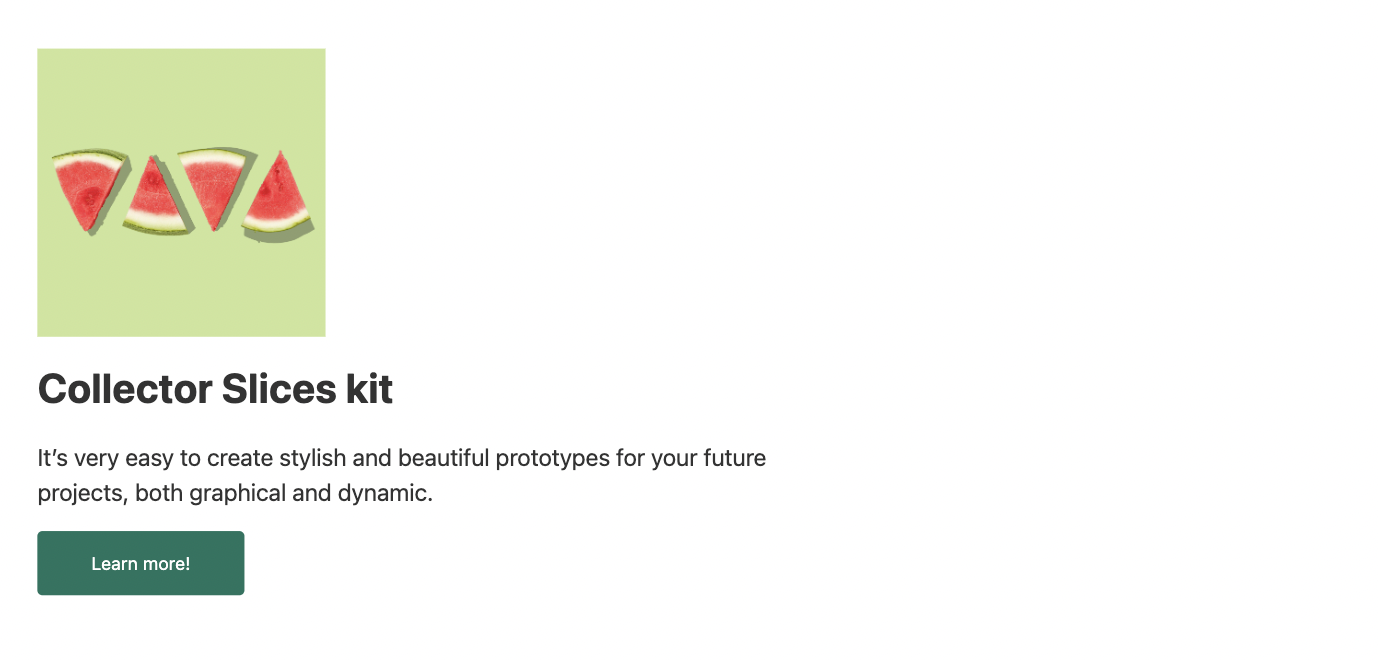 Collector Slices kit
It’s very easy to create stylish and beautiful prototypes for your future
projects, both graphical and dynamic.
Learn more!